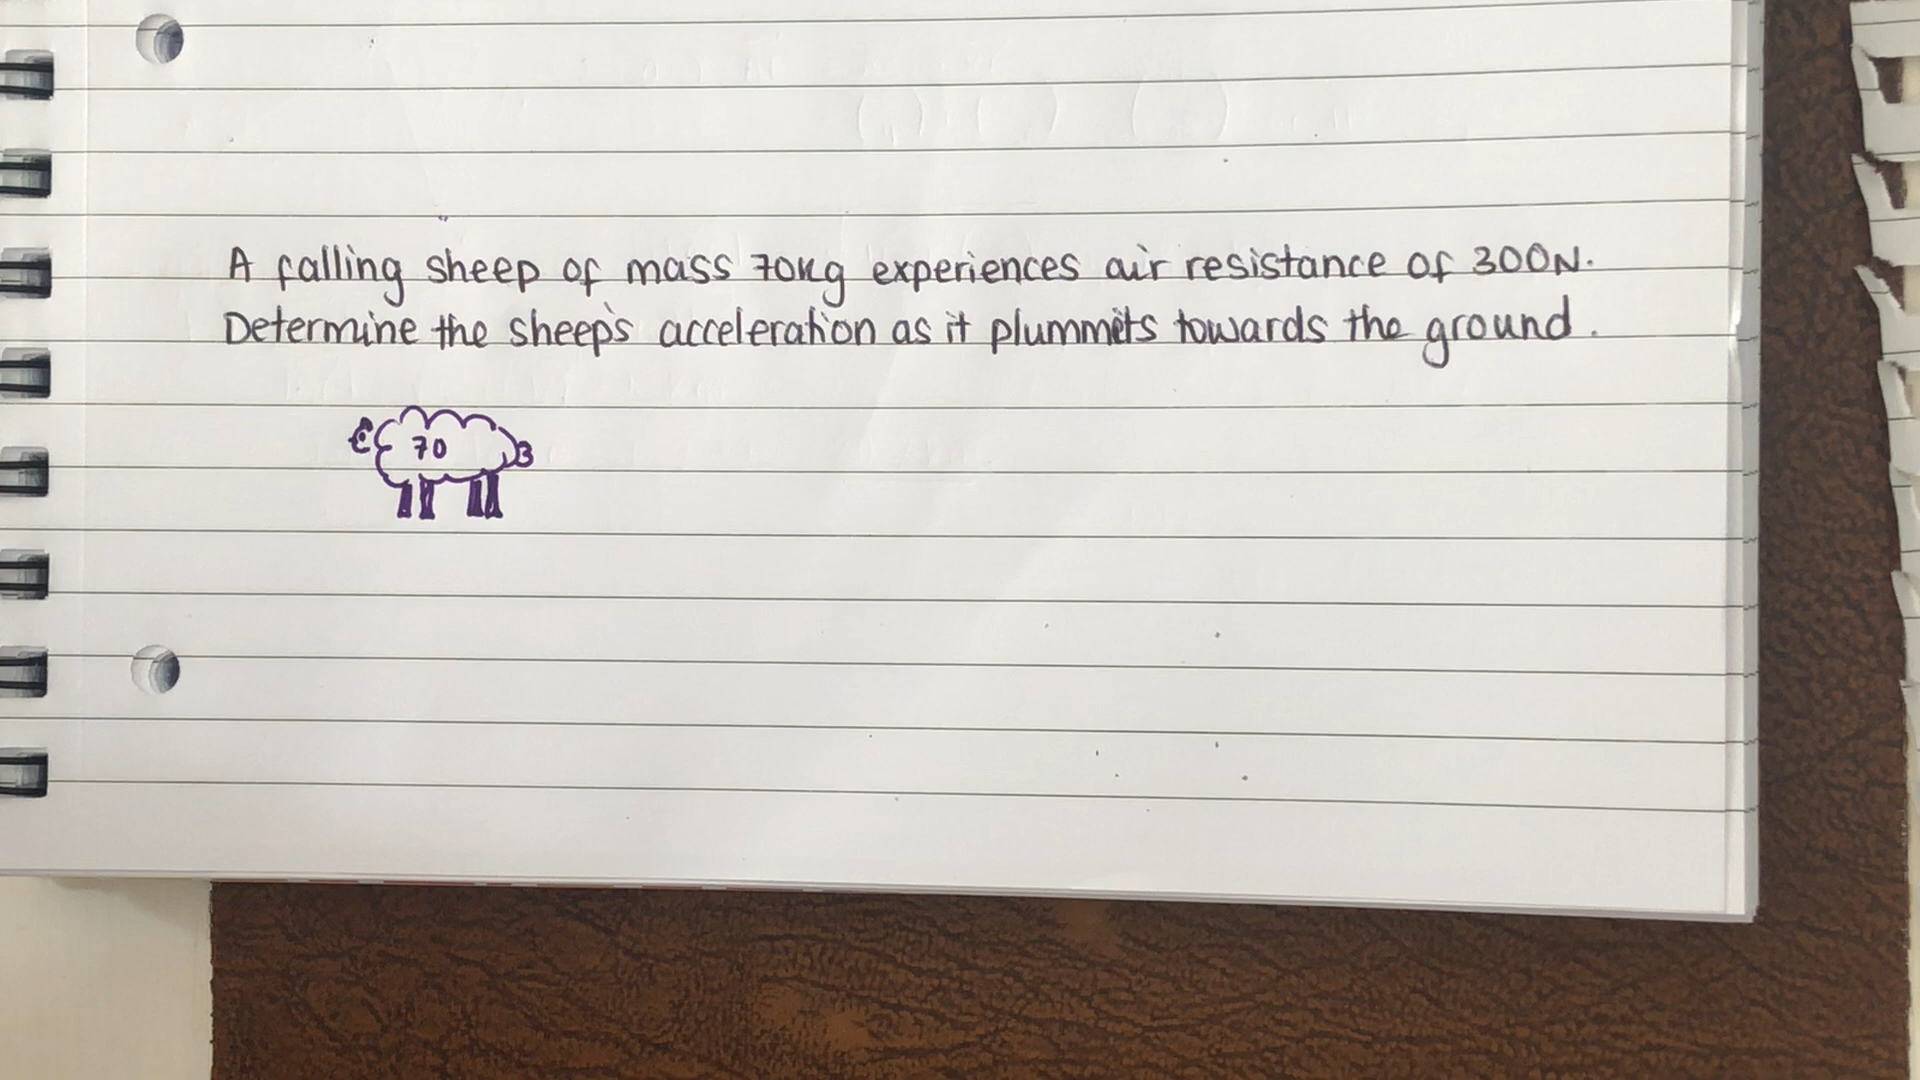 A falling sheep of mass 70kg experiences air resistance of 300N.
Determine the sheep's acceleration as it plummets towards the ground.
70